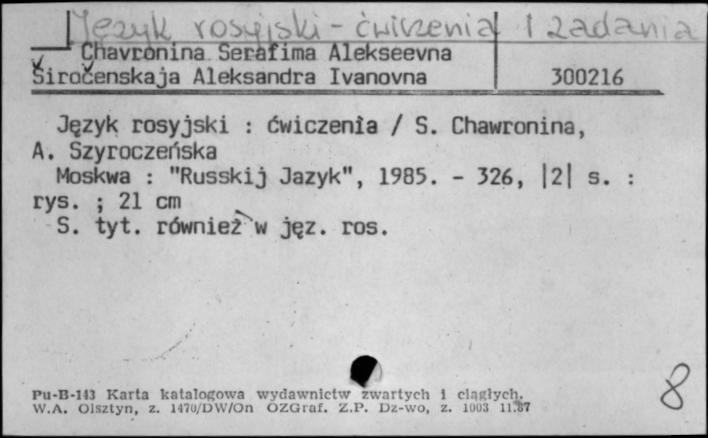 Język rosyjski - ćwiczenia i zadania
Chavronina Serafima Alekseevna
Širočenskaja Aleksandra Ivanovna 300216
Język rosyjski : ćwiczenia / S. Chawronina,
A. Szyroczeńska
Moskwa : "Russkij Jazyk", 1985. - 326, |2| s. :
rys. ; 21 cm
S. tyt. również w jęz. ros.
Pu-B-143 Karta katalogowa wydawnictw zwartych i ciągłych.
W.A. Olsztyn, z. 1470/DW/On OZGraf. Z.P. Dz-wo, z. 1003 11.87
8